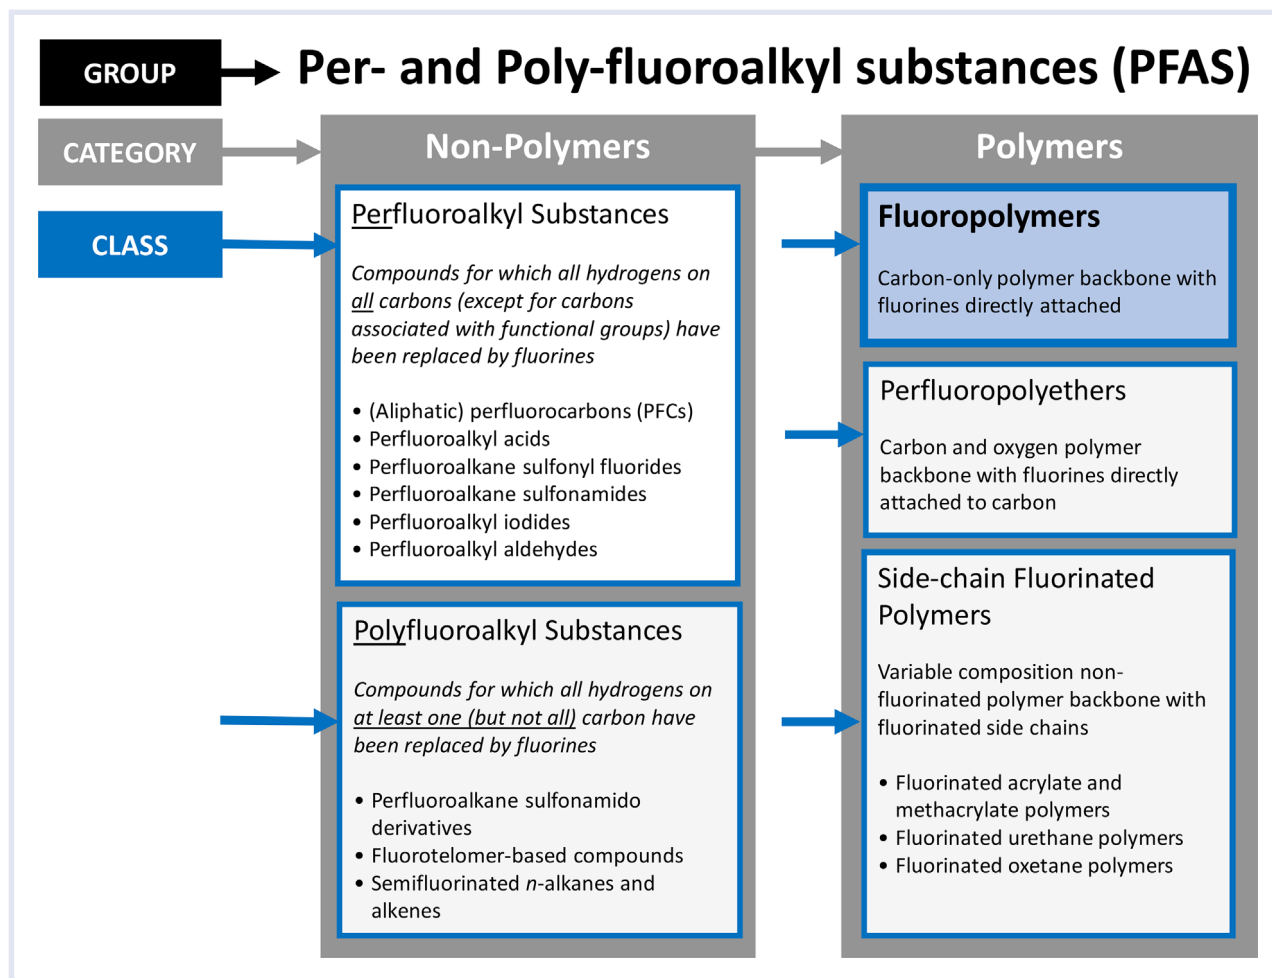 GROUP
Per- and Poly-fluoroalkyl substances (PFAS)
CATEGORY
Non-Polymers
Polymers
CLASS
Perfluoroalkyl Substances
Compounds for which all hydrogens on
all carbons (except for carbons
associated with functional groups) have
been replaced by fluorines
• (Aliphatic) perfluorocarbons (PFCs)
• Perfluoroalkyl acids
• Perfluoroalkane sulfonyl fluorides
• Perfluoroalkane sulfonamides
• Perfluoroalkyl iodides
• Perfluoroalkyl aldehydes
Polyfluoroalkyl Substances
Compounds for which all hydrogens on
at least one (but not all) carbon have
been replaced by fluorines
• Perfluoroalkane sulfonamido
derivatives
• Fluorotelomer-based compounds
• Semifluorinated n-alkanes and
alkenes
Fluoropolymers
Carbon-only polymer backbone with
fluorines directly attached
Perfluoropolyethers
Carbon and oxygen polymer
backbone with fluorines directly
attached to carbon
Side-chain Fluorinated
Polymers
Variable composition non-
fluorinated polymer backbone with
fluorinated side chains
• Fluorinated acrylate and
methacrylate polymers
• Fluorinated urethane polymers
• Fluorinated oxetane polymers